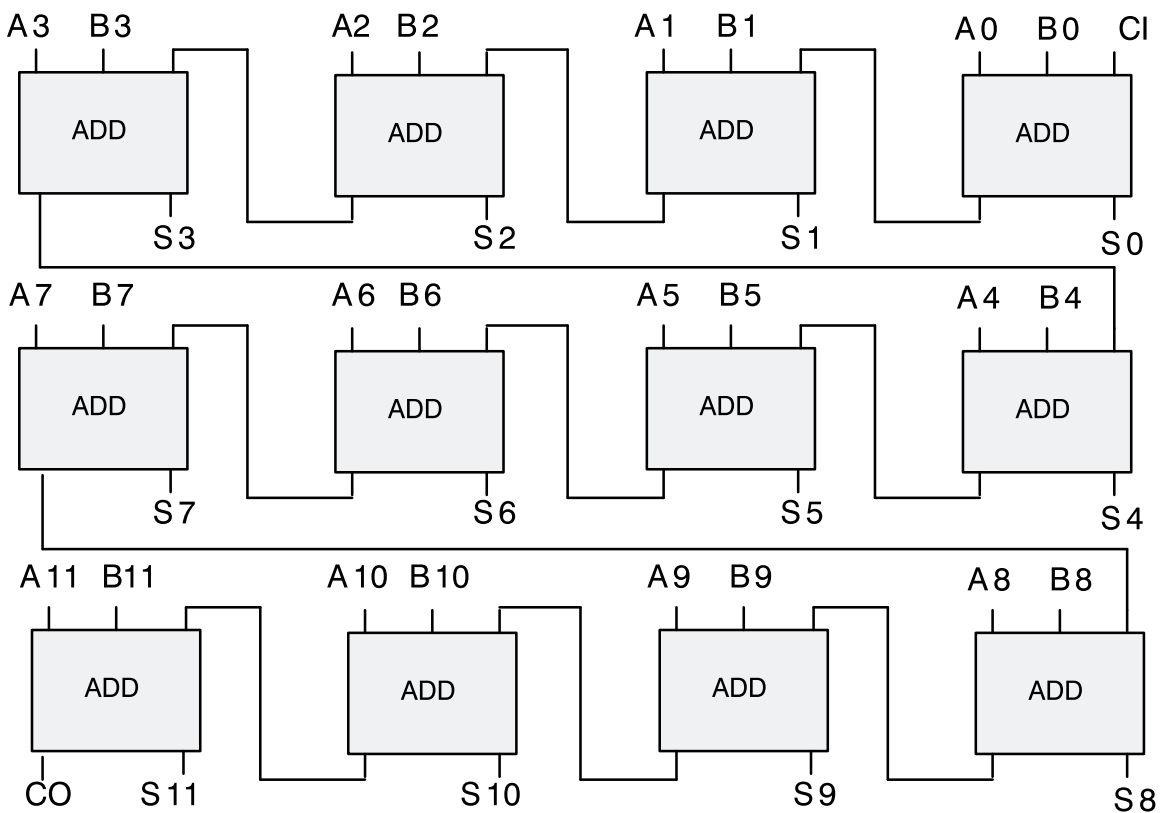 A3 B3 A2 B2 A1 B1 A0 B0 CI
ADD ADD ADD ADD
S3 S2 S1 S0
A7 B7 A6 B6 A5 B5 A4 B4
ADD ADD ADD ADD
S7 S6 S5 S4
A11 B11 A10 B10 A9 B9 A8 B8
ADD ADD ADD ADD
CO S11 S10 S9 S8